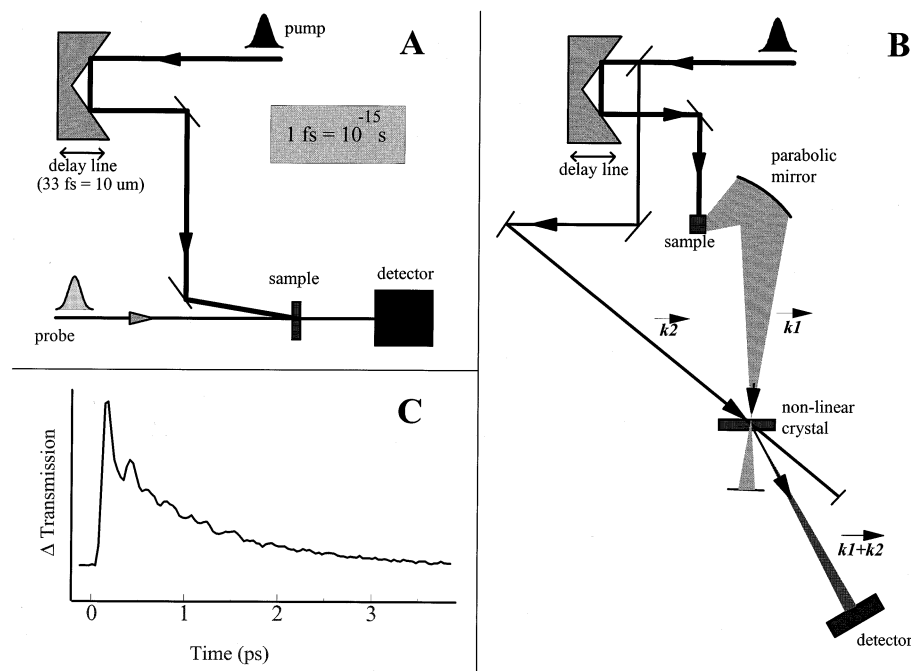 A
pump
1 fs = 10^-15 s
delay line
(33 fs = 10 um)
sample
detector
probe
B
delay line
parabolic
mirror
sample
k2
k1
non-linear
crystal
k1+k2
detector
C
Δ Transmission
0 1 2 3
Time (ps)